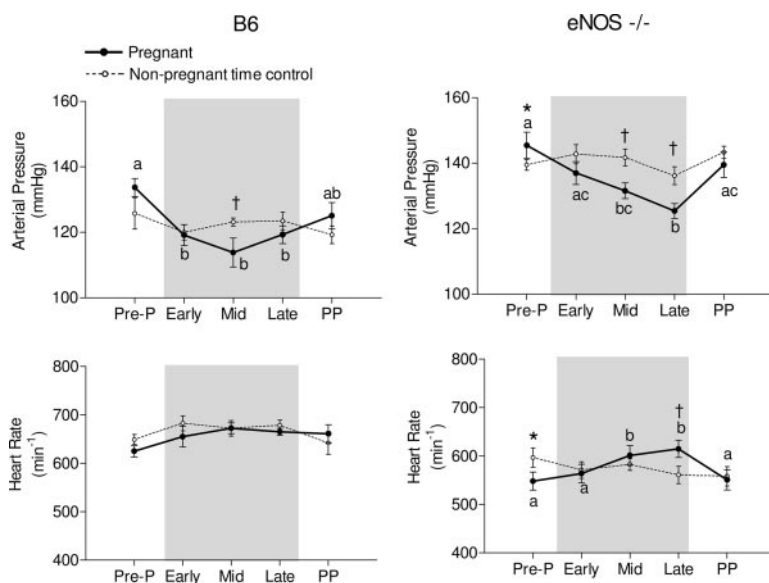 B6
eNOS -/-
Pregnant
Non-pregnant time control
160
140
120
100
Arterial Pressure
(mmHg)
a
b
†
b
b
ab
Pre-P Early Mid Late PP
160
140
120
100
Arterial Pressure
(mmHg)
*
a
ac
†
bc
†
b
ac
Pre-P Early Mid Late PP
800
700
600
500
400
Heart Rate
(min⁻¹)
Pre-P Early Mid Late PP
800
700
600
500
400
Heart Rate
(min⁻¹)
*
a
a
b
†
b
a
Pre-P Early Mid Late PP